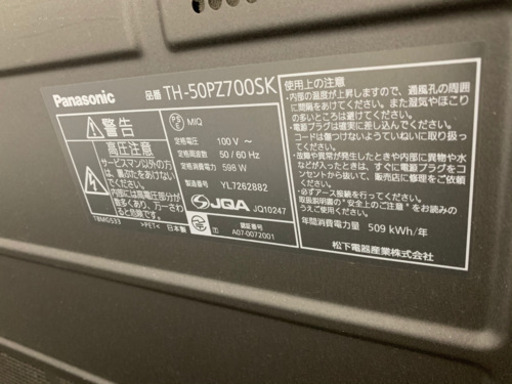 Panasonic
品番 TH-50PZ700SK
警告
高圧注意
サービスマン以外の方は、裏ぶたをあけないでください
内部には高電圧部分が数多くあり、万一さわると危険です。
TBMG533
>PET< 日本製
PS E MIQ
定格電圧: 100 V~
定格周波数: 50 / 60 Hz
定格消費電力: 598 W
製造番号 YL7262882
JQA JQ10247
認証番号
A07-0072001
使用上の注意
・内部の温度が上昇しますので、通風孔の周囲
に間隔をあけてください。また湿気やほこり
の多いところは避けてください。
・電源プラグは正しく差し込んでください。
コードは傷つけないようていねいに取り扱っ
てください。
・故障や異常が発生したときや内部に異物や水
などが入ったときは、すぐに電源プラグをコン
セントから抜いて、販売店に修理をご依頼く
ださい。
・必ずアース接続を行ってください。
・取扱説明書の"安全上のご注意"をお読みの
うえご使用ください。
年間消費電力量 509 kWh/年
松下電器産業株式会社